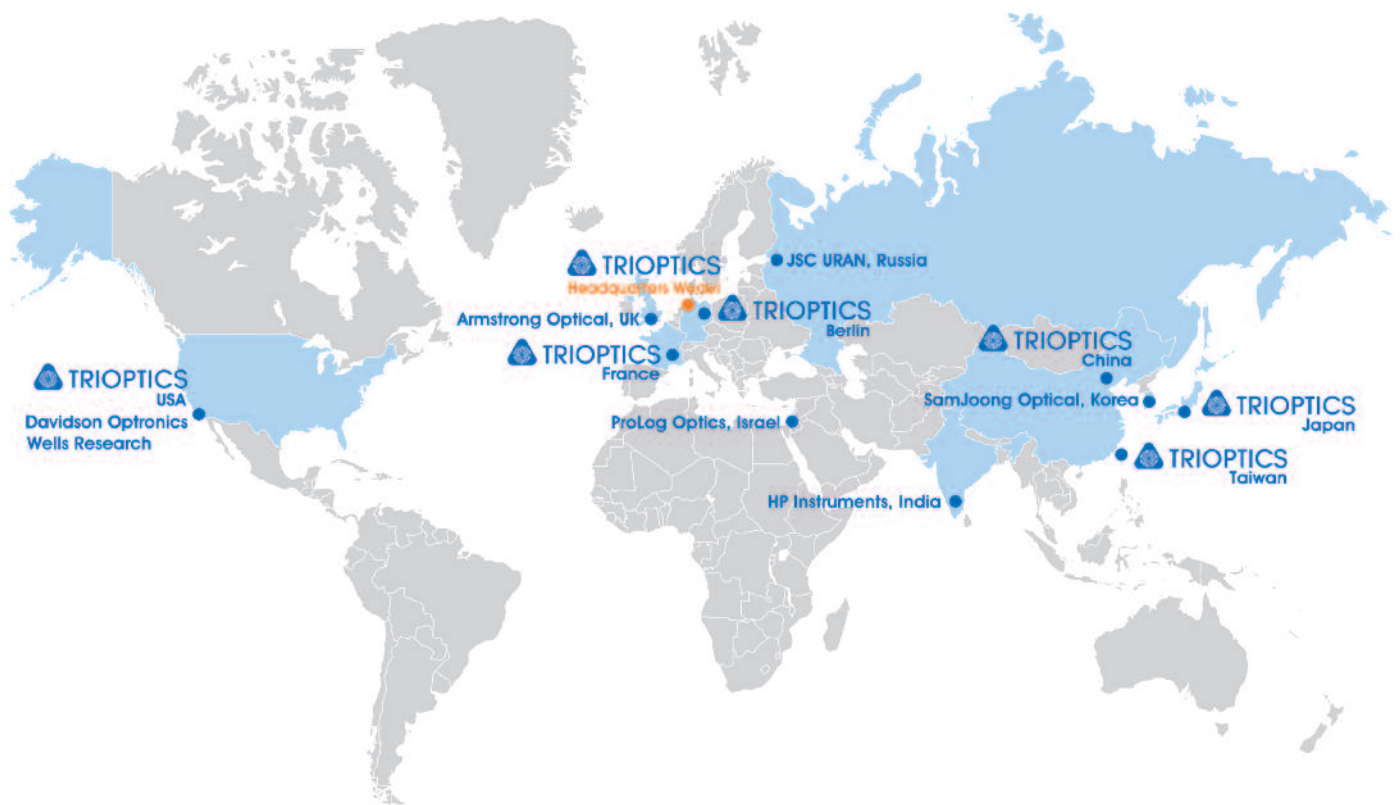 TRIOPTICS
Headquarters Wedel
JSC URAN, Russia
Armstrong Optical, UK
TRIOPTICS
Berlin
TRIOPTICS
France
TRIOPTICS
China
TRIOPTICS
USA
Davidson Optronics
Wells Research
SamJoong Optical, Korea
TRIOPTICS
Japan
ProLog Optics, Israel
TRIOPTICS
Taiwan
HP Instruments, India